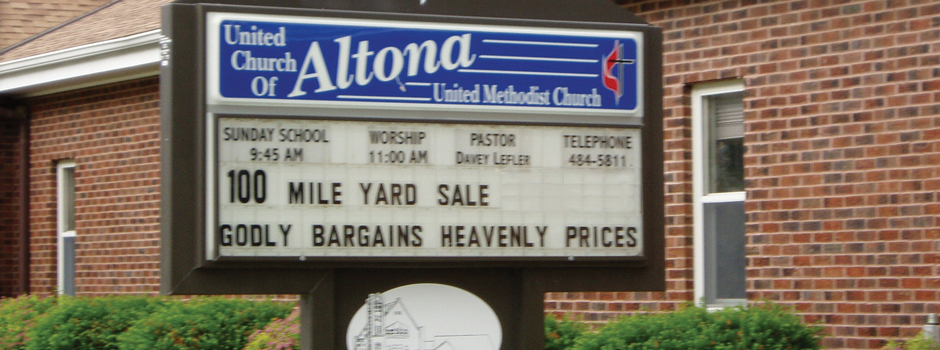 United
Church
Of
Altona
United Methodist Church
SUNDAY SCHOOL WORSHIP PASTOR TELEPHONE
9:45 AM 11:00 AM DAVEY LEFLER 484-5811
100 MILE YARD SALE
GODLY BARGAINS HEAVENLY PRICES